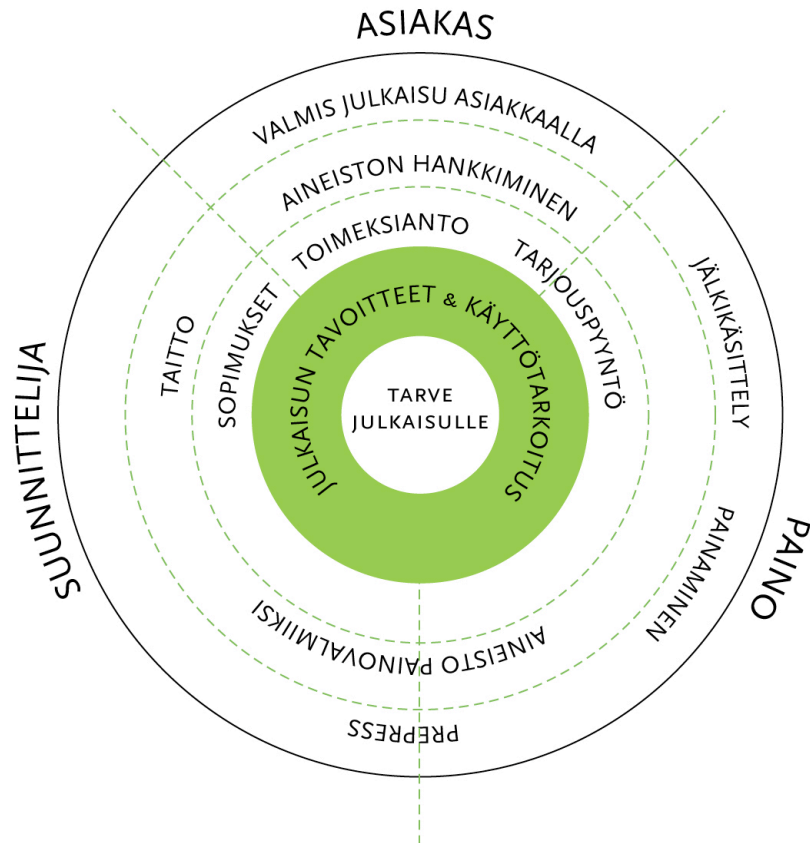 ASIAKAS
VALMIS JULKAISU ASIAKKAALLA
AINEISTON HANKKIMINEN
TOIMEKSIANTO
TARJOUSPYYNTÖ
SOPIMUKSET
TAITTO
JÄLKIKÄSITTELY
JULKAISUN TAVOITTEET & KÄYTTÖTARKOITUS
TARVE
JULKAISULLE
SUUNNITTELIJA
PAINO
PAINAMINEN
AINEISTO PAINOVALMIIKSI
PREPRESS